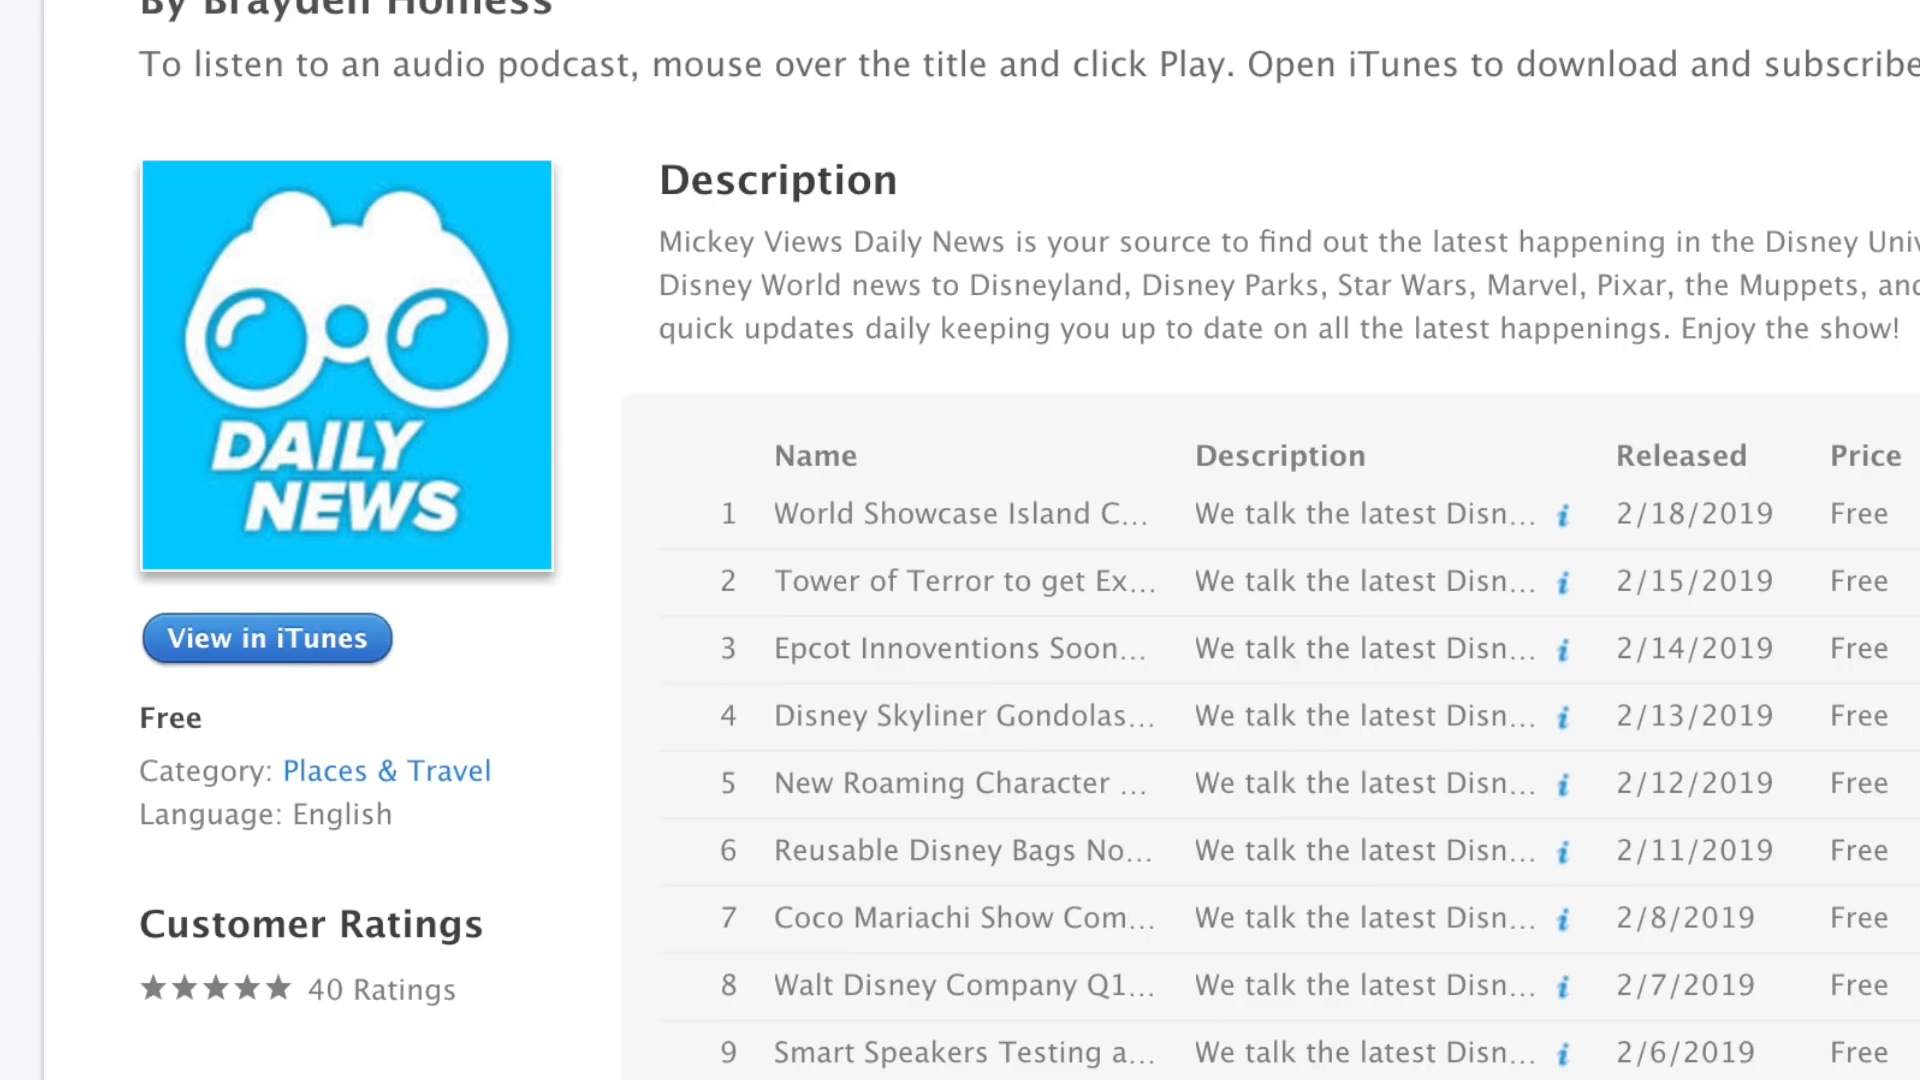 By Brayden Holness
To listen to an audio podcast, mouse over the title and click Play. Open iTunes to download and subscribe
DAILY
NEWS
View in iTunes
Free
Category: Places & Travel
Language: English
Customer Ratings
★★★★★ 40 Ratings
Description
Mickey Views Daily News is your source to find out the latest happening in the Disney Univ
Disney World news to Disneyland, Disney Parks, Star Wars, Marvel, Pixar, the Muppets, and
quick updates daily keeping you up to date on all the latest happenings. Enjoy the show!
Name Description Released Price
1 World Showcase Island C... We talk the latest Disn... i 2/18/2019 Free
2 Tower of Terror to get Ex... We talk the latest Disn... i 2/15/2019 Free
3 Epcot Innoventions Soon... We talk the latest Disn... i 2/14/2019 Free
4 Disney Skyliner Gondolas... We talk the latest Disn... i 2/13/2019 Free
5 New Roaming Character ... We talk the latest Disn... i 2/12/2019 Free
6 Reusable Disney Bags No... We talk the latest Disn... i 2/11/2019 Free
7 Coco Mariachi Show Com... We talk the latest Disn... i 2/8/2019 Free
8 Walt Disney Company Q1... We talk the latest Disn... i 2/7/2019 Free
9 Smart Speakers Testing a... We talk the latest Disn... i 2/6/2019 Free